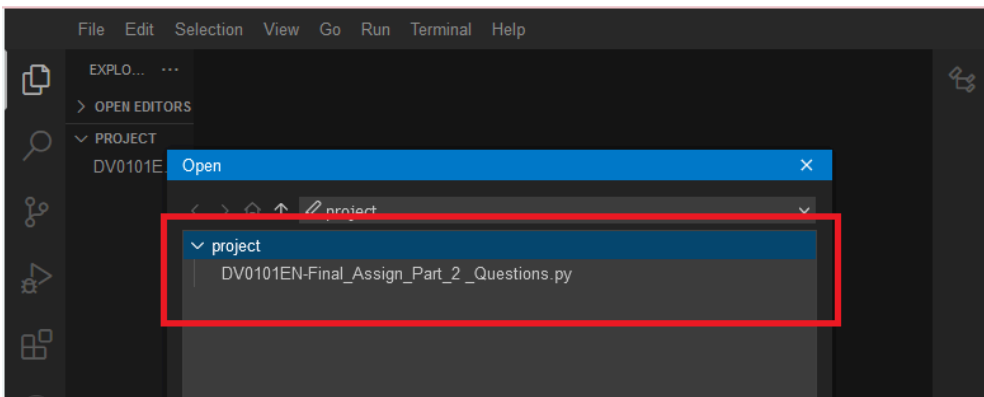 File Edit Selection View Go Run Terminal Help
EXPLO... ...
OPEN EDITORS
PROJECT
DV0101E
Open
project
project
DV0101EN-Final_Assign_Part_2 _Questions.py